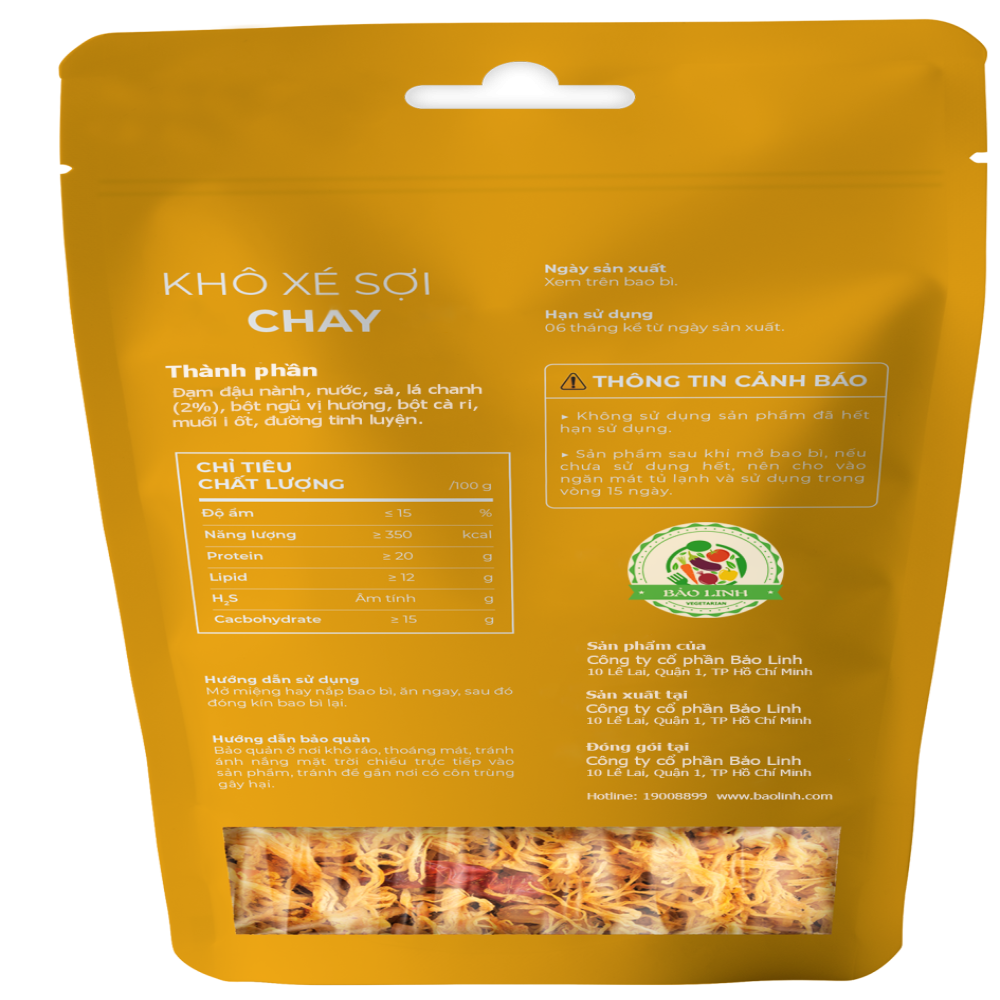 KHÔ XÉ SỢI
CHAY
Thành phần
Đạm đậu nành, nước, sả, lá chanh
(2%), bột ngũ vị hương, bột cà ri,
muối i ốt, đường tinh luyện.
CHỈ TIÊU
CHẤT LƯỢNG /100 g
Độ ẩm ≤ 15 %
Năng lượng ≥ 350 kcal
Protein ≥ 20 g
Lipid ≥ 12 g
H₂S Âm tính g
Cacbohydrate ≥ 15 g
Hướng dẫn sử dụng
Mở miệng hay nắp bao bì, ăn ngay, sau đó
đóng kín bao bì lại.
Hướng dẫn bảo quản
Bảo quản ở nơi khô ráo, thoáng mát, tránh
ánh nắng mặt trời chiếu trực tiếp vào
sản phẩm, tránh để gần nơi có côn trùng
gây hại.
Ngày sản xuất
Xem trên bao bì.
Hạn sử dụng
06 tháng kể từ ngày sản xuất.
THÔNG TIN CẢNH BÁO
▸ Không sử dụng sản phẩm đã hết
hạn sử dụng.
▸ Sản phẩm sau khi mở bao bì, nếu
chưa sử dụng hết, nên cho vào
ngăn mát tủ lạnh và sử dụng trong
vòng 15 ngày.
BẢO LINH
VEGETARIAN
Sản phẩm của
Công ty cổ phần Bảo Linh
10 Lê Lai, Quận 1, TP Hồ Chí Minh
Sản xuất tại
Công ty cổ phần Bảo Linh
10 Lê Lai, Quận 1, TP Hồ Chí Minh
Đóng gói tại
Công ty cổ phần Bảo Linh
10 Lê Lai, Quận 1, TP Hồ Chí Minh
Hotline: 19008899 www.baolinh.com